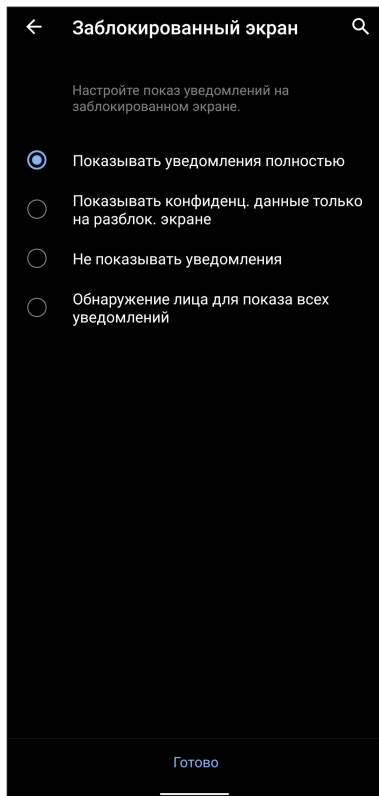 Заблокированный экран
Настройте показ уведомлений на
заблокированном экране.
Показывать уведомления полностью
Показывать конфиденц. данные только
на разблок. экране
Не показывать уведомления
Обнаружение лица для показа всех
уведомлений
Готово